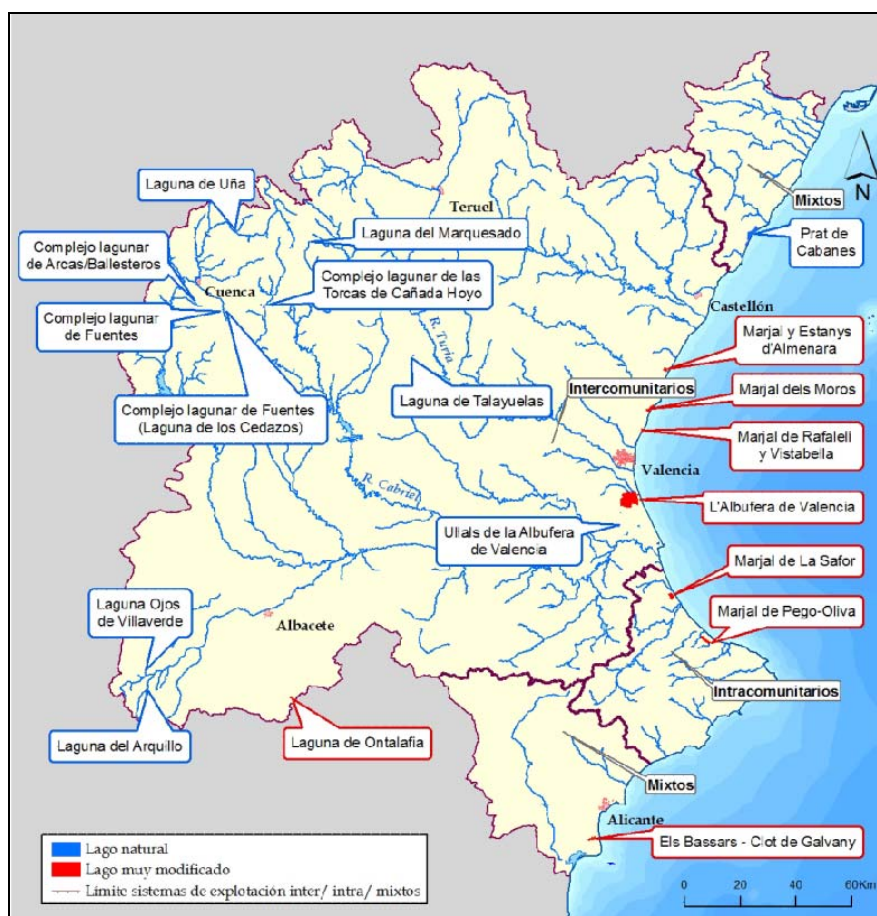 Laguna de Uña
Teruel
Mixtos
N
Complejo lagunar
de Arcas/Ballesteros
Laguna del Marquesado
Prat de
Cabanes
Cuenca
Complejo lagunar de las
Torcas de Cañada Hoyo
Castellón
Complejo lagunar
de Fuentes
R. Turia
Marjal y Estanys
d'Almenara
Intercomunitarios
Marjal dels Moros
Complejo lagunar de Fuentes
(Laguna de los Cedazos)
Laguna de Talayuelas
Marjal de Rafalell
y Vistabella
Valencia
R. Cabriel
L'Albufera de Valencia
Ullals de la Albufera
de Valencia
Marjal de La Safor
Laguna Ojos
de Villaverde
Albacete
Marjal de Pego-Oliva
Intracomunitarios
Laguna del Arquillo
Laguna de Ontalafia
Mixtos
Alicante
Els Bassars - Clot de Galvany
Lago natural
Lago muy modificado
Límite sistemas de explotación inter/ intra/ mixtos
0 20 40 60Km